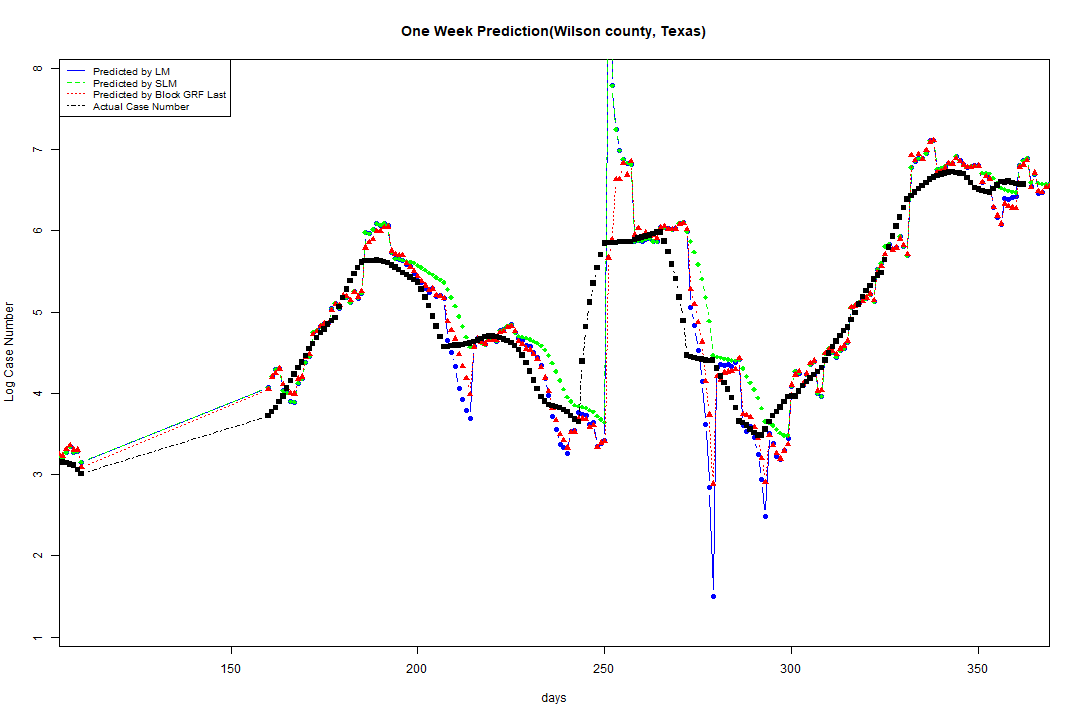 One Week Prediction(Wilson county, Texas)
Predicted by LM
Predicted by SLM
Predicted by Block GRF Last
Actual Case Number
8
7
6
5
4
3
2
1
Log Case Number
150 200 250 300 350
days